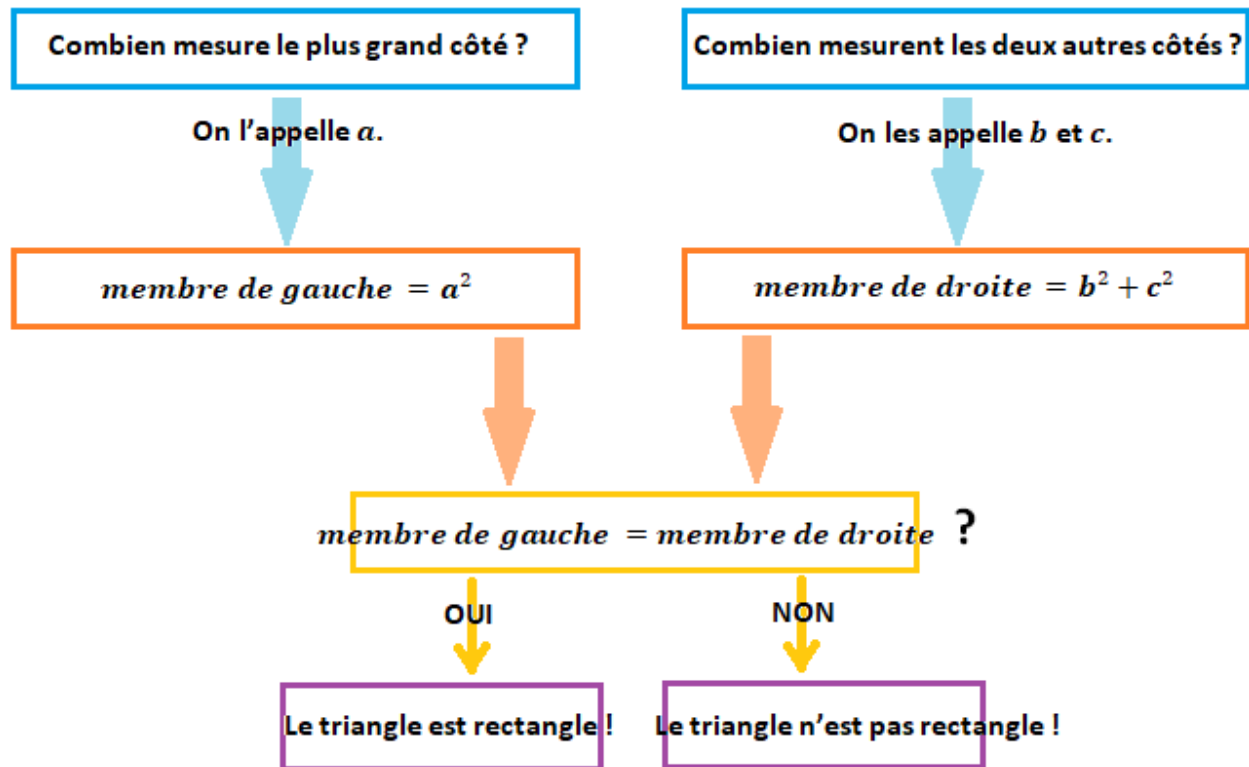 Combien mesure le plus grand côté ?
Combien mesurent les deux autres côtés ?
On l’appelle a.
On les appelle b et c.
membre de gauche = a²
membre de droite = b² + c²
membre de gauche = membre de droite ?
OUI
NON
Le triangle est rectangle !
Le triangle n’est pas rectangle !